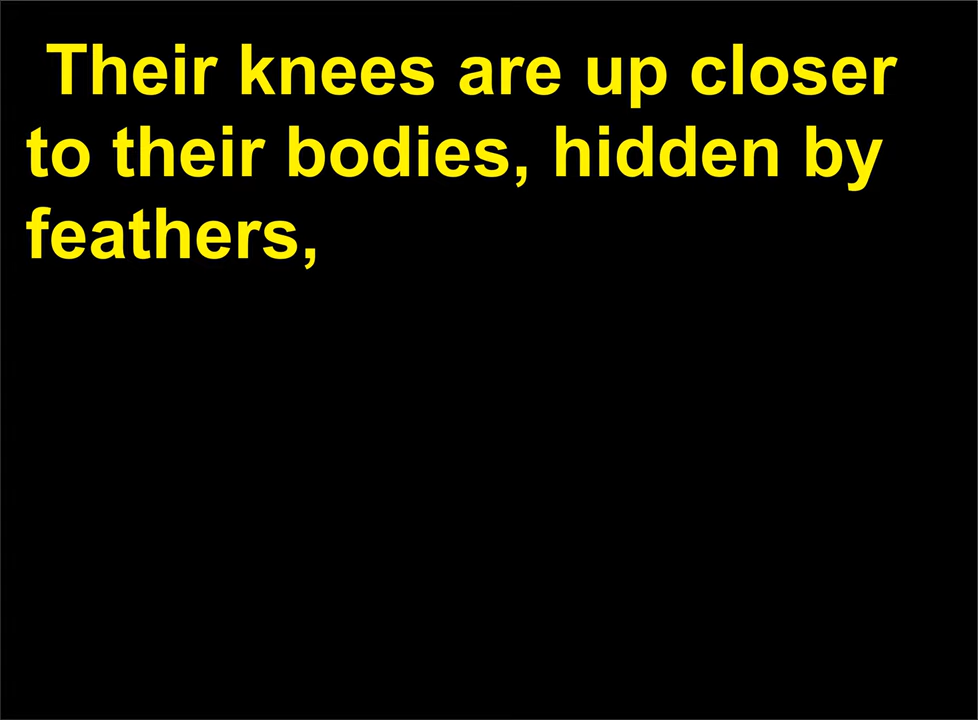 Their knees are up closer
to their bodies, hidden by
feathers,